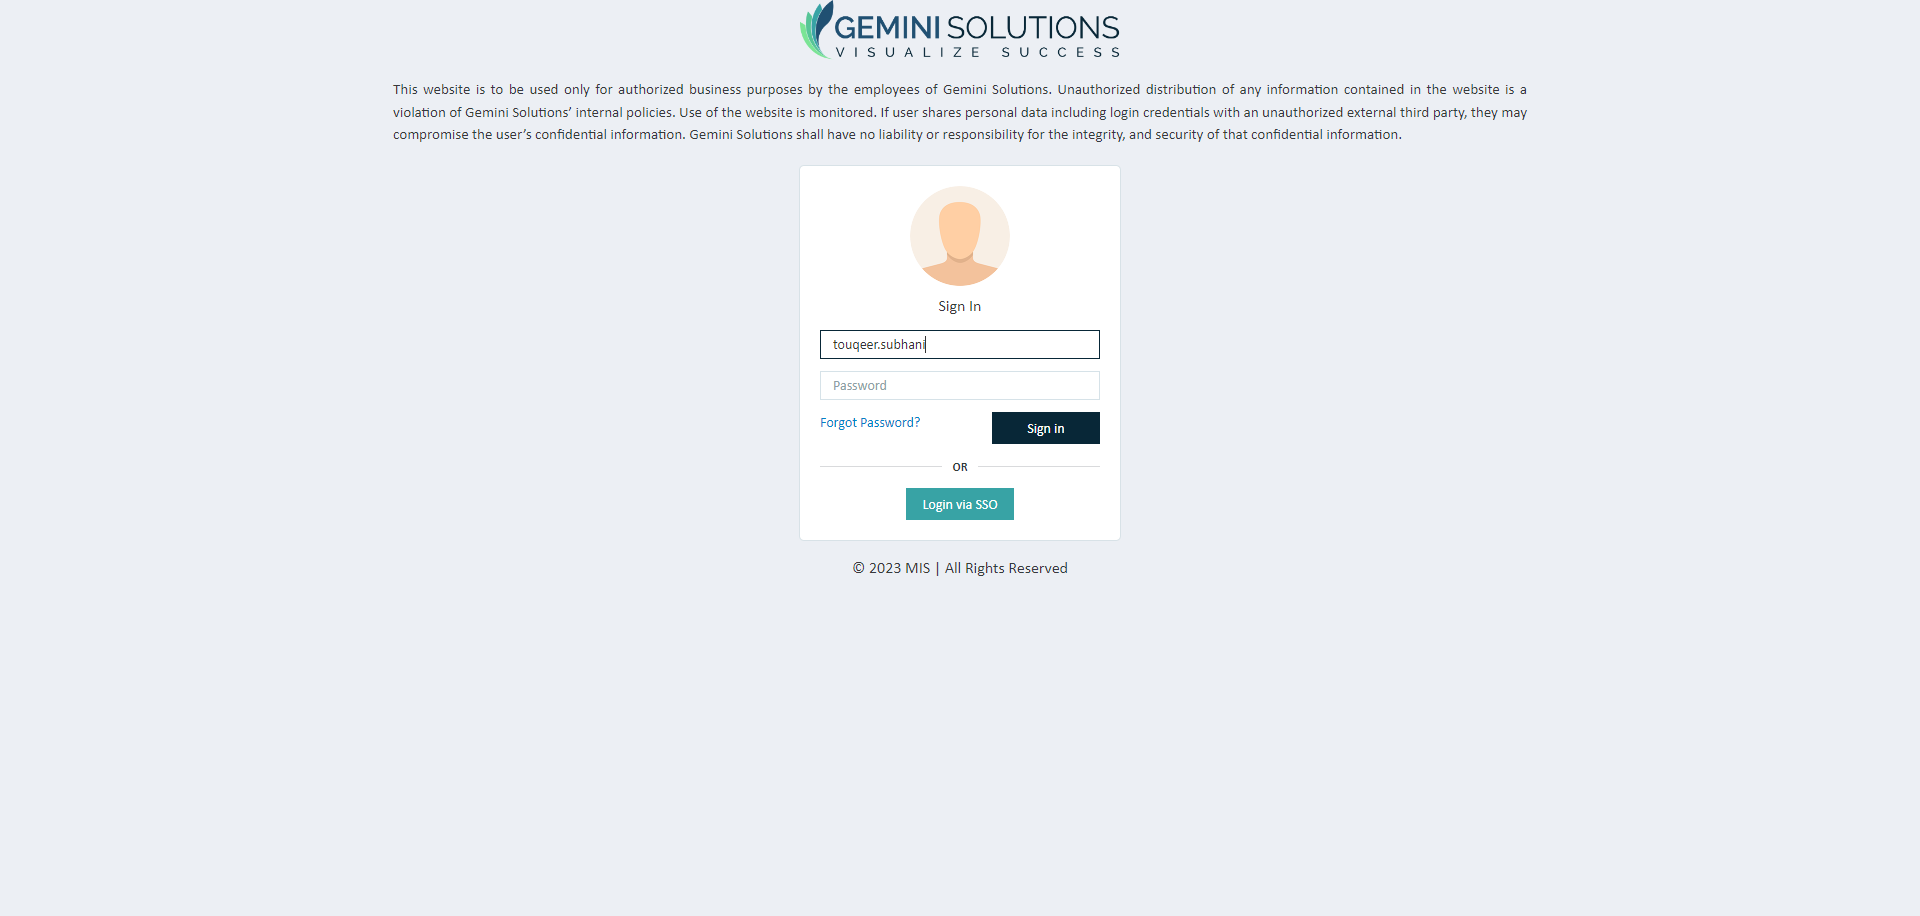 GEMINI SOLUTIONS
VISUALIZE SUCCESS
This website is to be used only for authorized business purposes by the employees of Gemini Solutions. Unauthorized distribution of any information contained in the website is a
violation of Gemini Solutions’ internal policies. Use of the website is monitored. If user shares personal data including login credentials with an unauthorized external third party, they may
compromise the user’s confidential information. Gemini Solutions shall have no liability or responsibility for the integrity, and security of that confidential information.
Sign In
touqeer.subhani
Password
Forgot Password?
Sign in
OR
Login via SSO
© 2023 MIS | All Rights Reserved